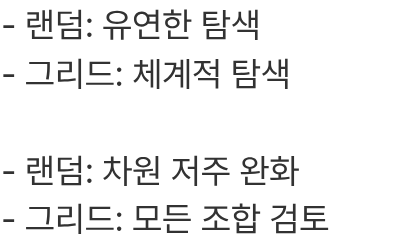 - 랜덤: 유연한 탐색
- 그리드: 체계적 탐색
- 랜덤: 차원 저주 완화
- 그리드: 모든 조합 검토